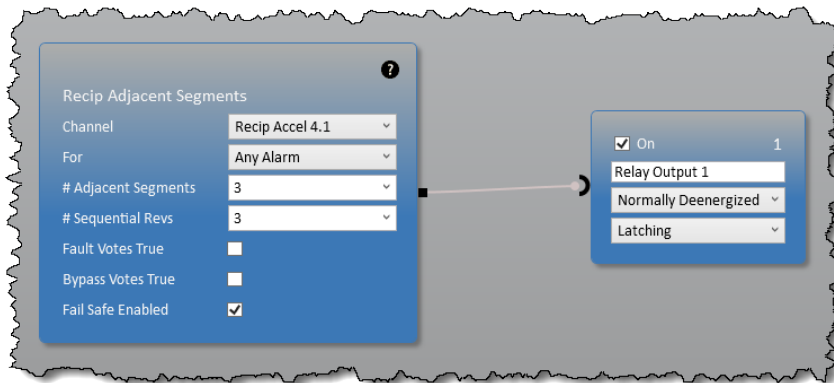 ?
Recip Adjacent Segments
Channel Recip Accel 4.1
For Any Alarm
# Adjacent Segments 3
# Sequential Revs 3
Fault Votes True
Bypass Votes True
Fail Safe Enabled
On 1
Relay Output 1
Normally Deenergized
Latching